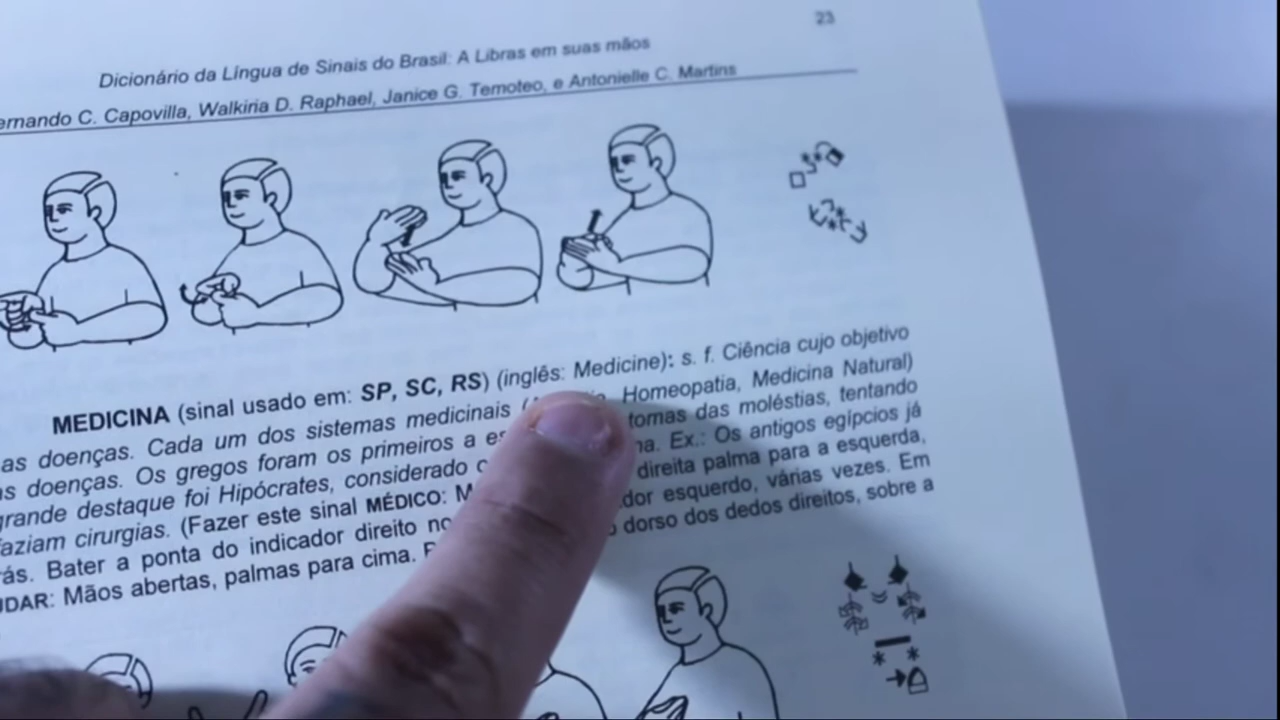 23
Dicionário da Língua de Sinais do Brasil: A Libras em suas mãos
ernando C. Capovilla, Walkiria D. Raphael, Janice G. Temoteo, e Antonielle C. Martins
MEDICINA (sinal usado em: SP, SC, RS) (inglês: Medicine): s. f. Ciência cujo objetivo
as doenças. Cada um dos sistemas medicinais Homeopatia, Medicina Natural)
s doenças. Os gregos foram os primeiros a es tomas das moléstias, tentando
grande destaque foi Hipócrates, considerado na. Ex.: Os antigos egípcios já
faziam cirurgias. (Fazer este sinal MÉDICO: M direita palma para a esquerda,
rás. Bater a ponta do indicador direito no dor esquerdo, várias vezes. Em
UDAR: Mãos abertas, palmas para cima. dorso dos dedos direitos, sobre a